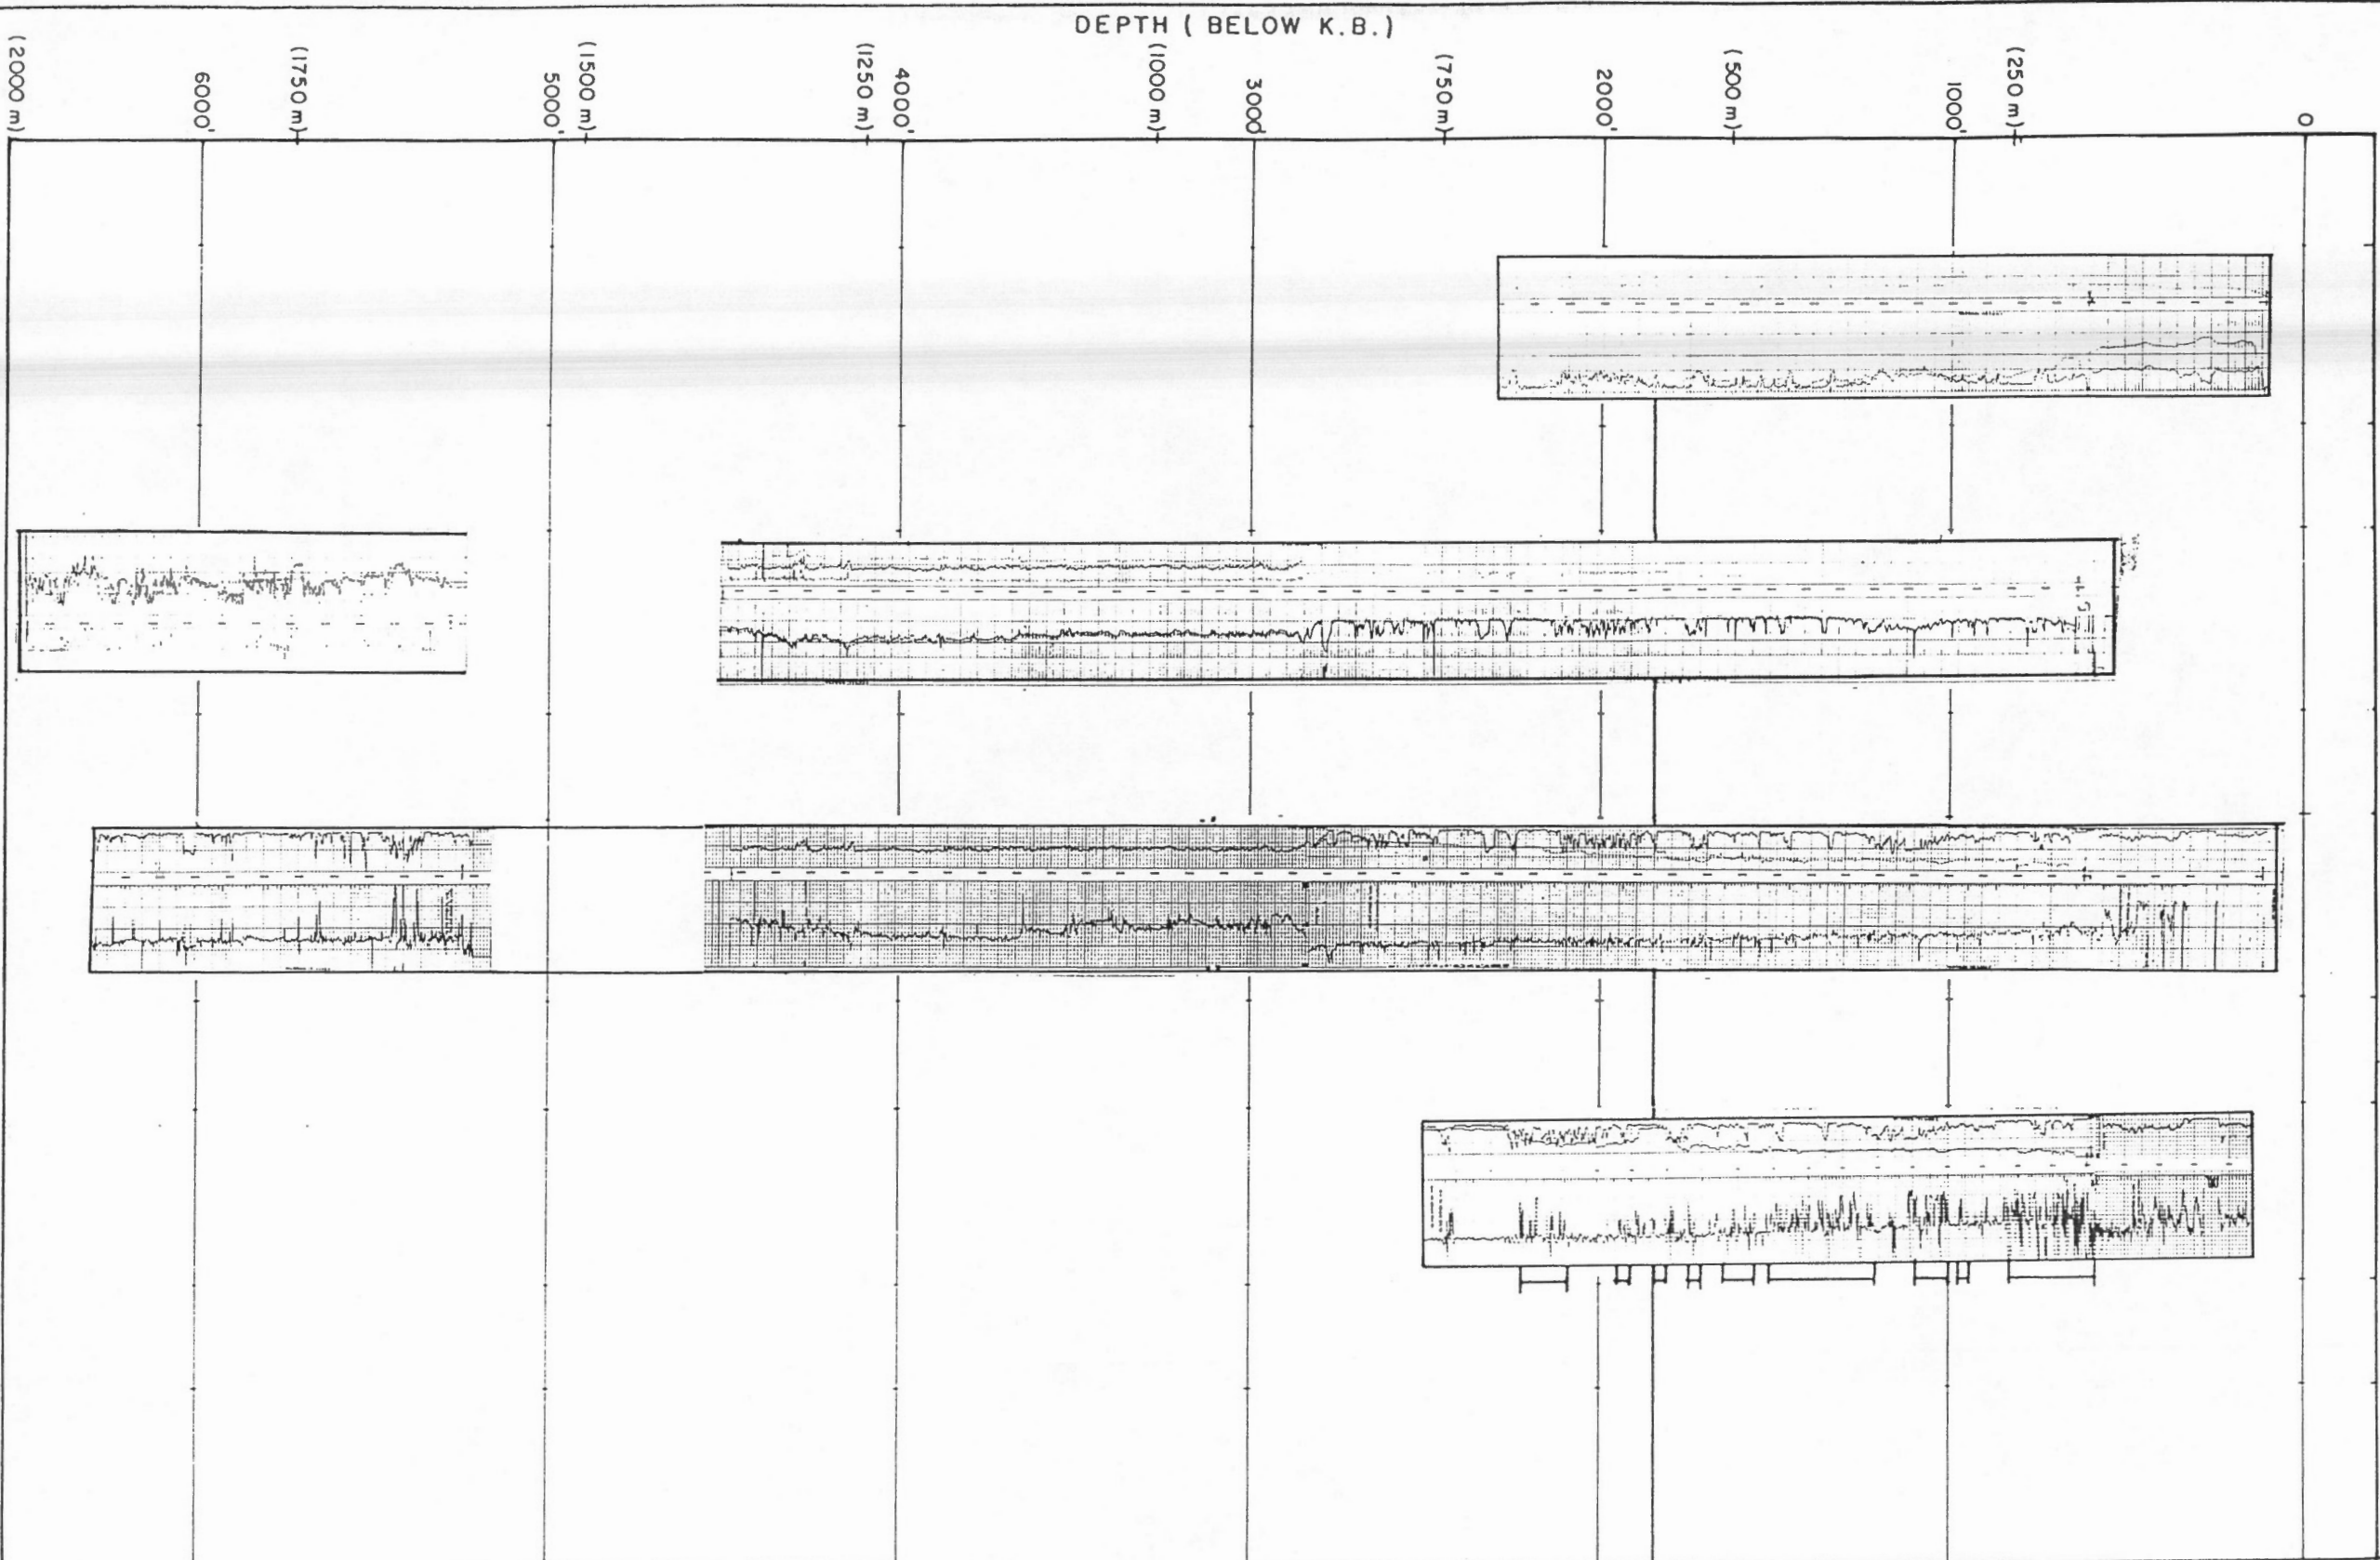 DEPTH ( BELOW K.B.)
(2000 m)
6000'
(1750 m)
5000'
(1500 m)
(1250 m)
4000'
(1000 m)
3000'
(750 m)
2000'
(500 m)
1000'
(250 m)
0